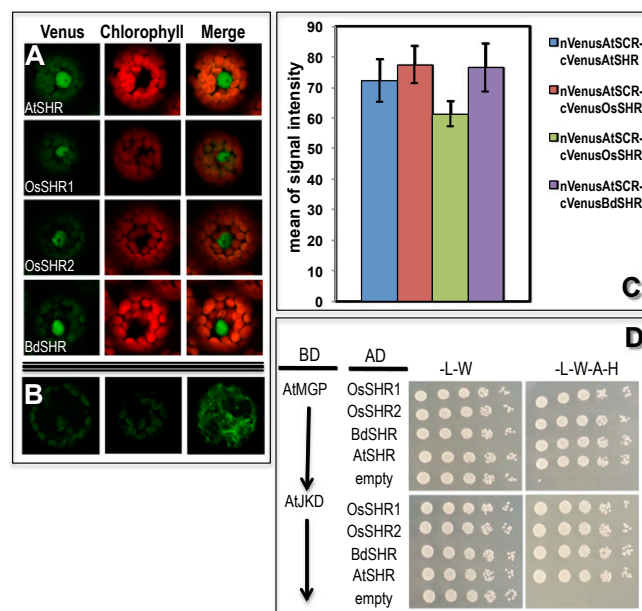 Venus Chlorophyll Merge
A
AtSHR
OsSHR1
OsSHR2
BdSHR
B
mean of signal intensity
90
80
70
60
50
40
30
20
10
0
nVenusAtSCR-
cVenusAtSHR
nVenusAtSCR-
cVenusOsSHR
nVenusAtSCR-
cVenusOsSHR
nVenusAtSCR-
cVenusBdSHR
C
D
BD AD -L-W -L-W-A-H
AtMGP OsSHR1
OsSHR2
BdSHR
AtSHR
empty
AtJKD
OsSHR1
OsSHR2
BdSHR
AtSHR
empty